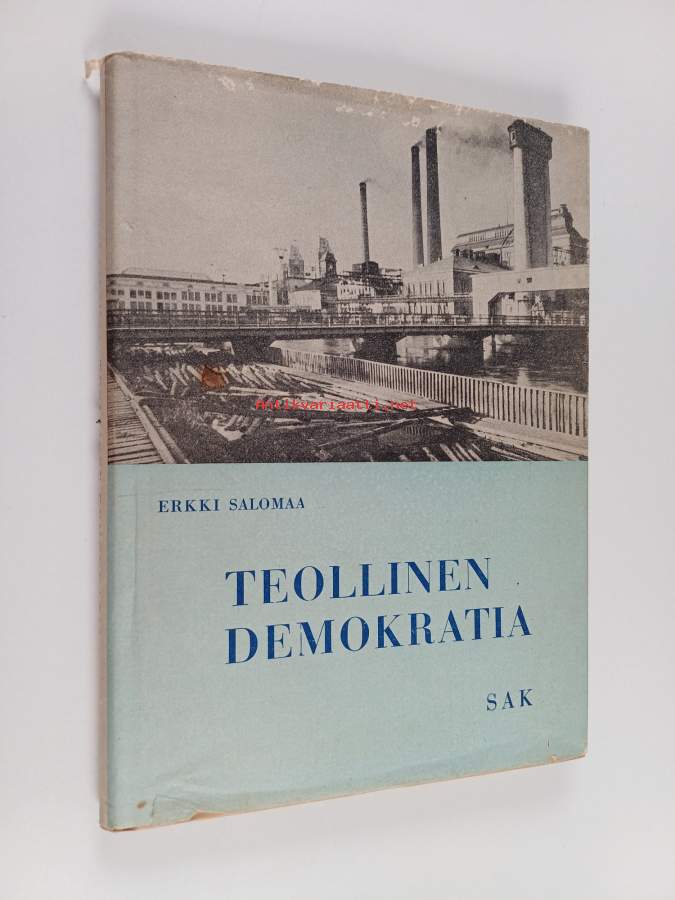 Antikvariaatti.net
ERKKI SALOMAA
TEOLLINEN
DEMOKRATIA
SAK